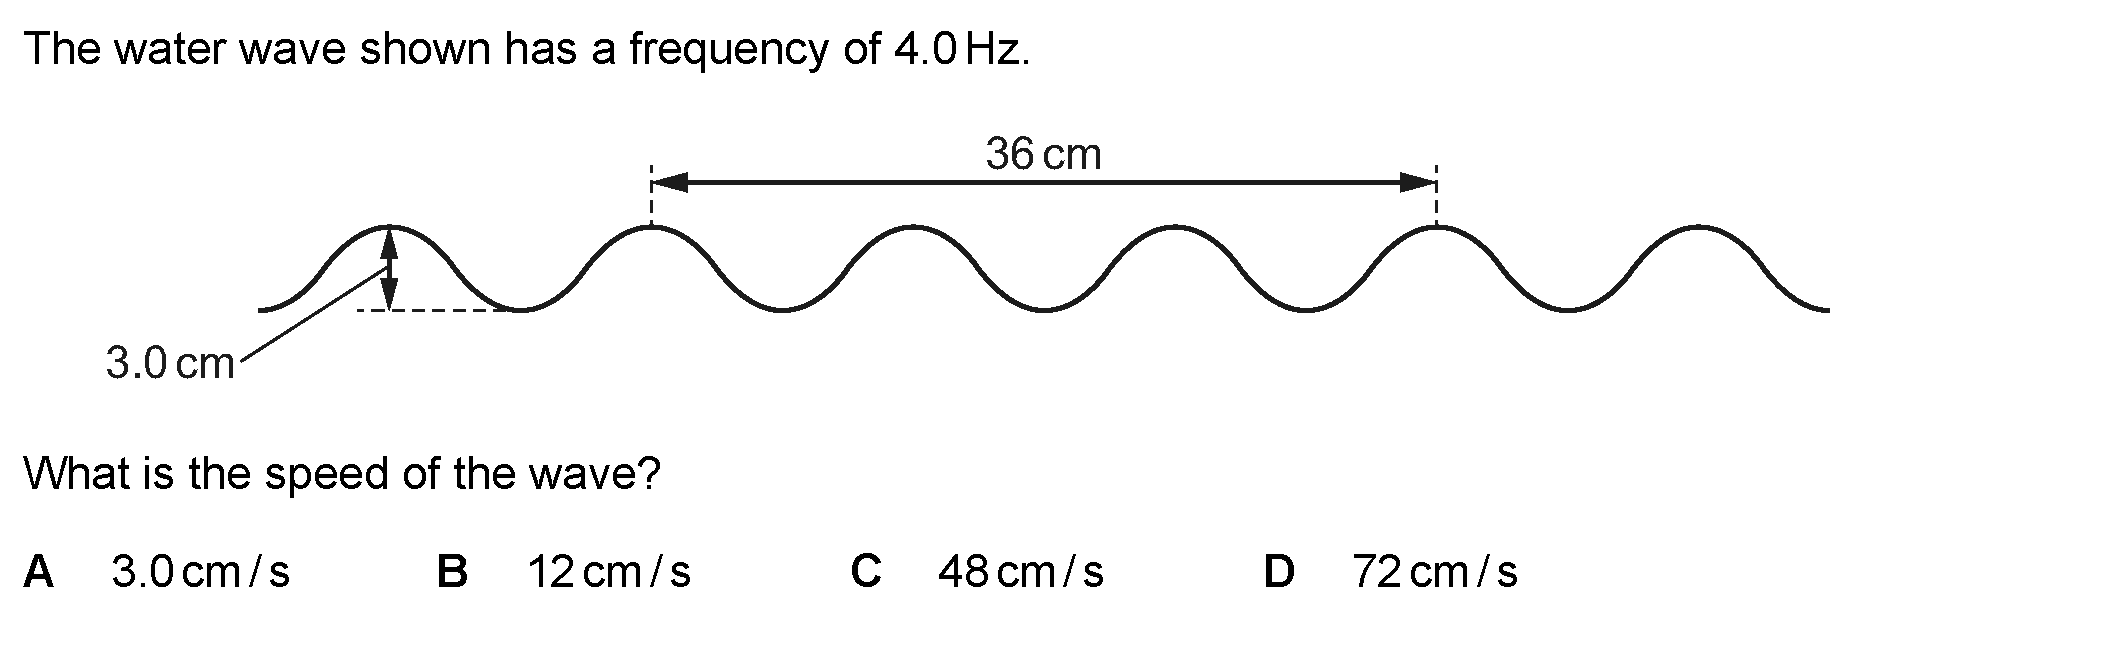 The water wave shown has a frequency of 4.0 Hz.
36 cm
3.0 cm
What is the speed of the wave?
A 3.0 cm / s B 12 cm / s C 48 cm / s D 72 cm / s